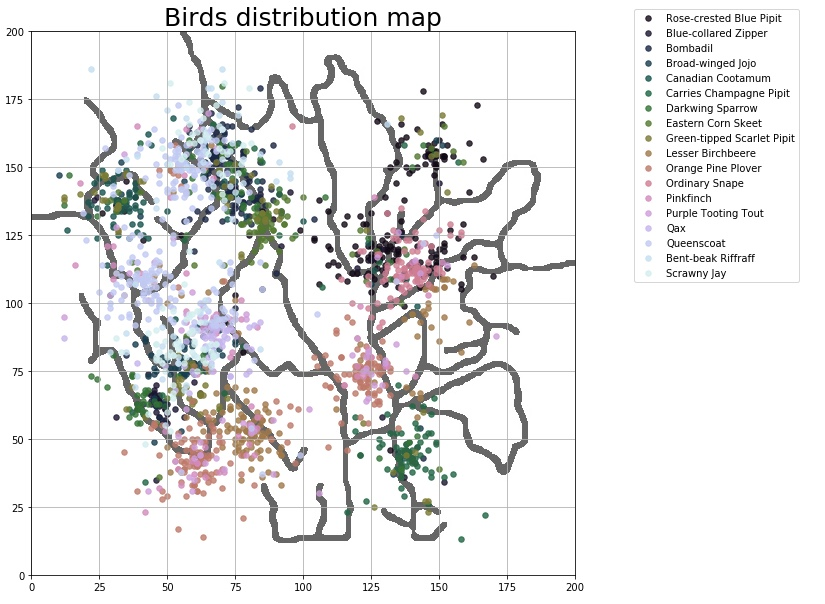 Birds distribution map
200
175
150
125
100
75
50
25
0
0 25 50 75 100 125 150 175 200
Rose-crested Blue Pipit
Blue-collared Zipper
Bombadil
Broad-winged Jojo
Canadian Cootamum
Carries Champagne Pipit
Darkwing Sparrow
Eastern Corn Skeet
Green-tipped Scarlet Pipit
Lesser Birchbeere
Orange Pine Plover
Ordinary Snape
Pinkfinch
Purple Tooting Tout
Qax
Queenscoat
Bent-beak Riffraff
Scrawny Jay